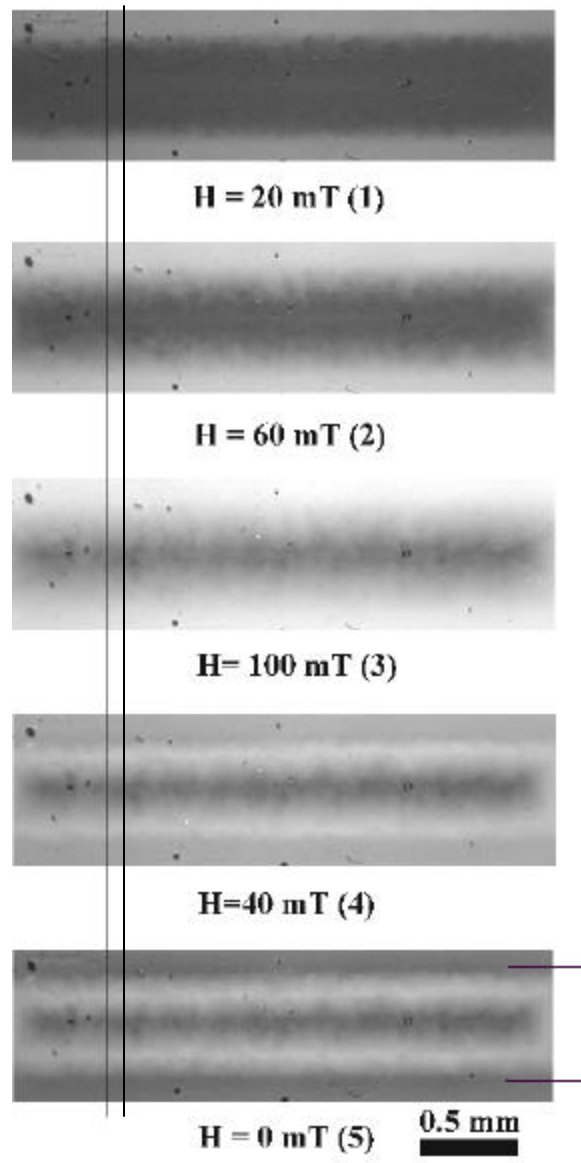 H = 20 mT (1)
H = 60 mT (2)
H= 100 mT (3)
H=40 mT (4)
0.5 mm
H = 0 mT (5)